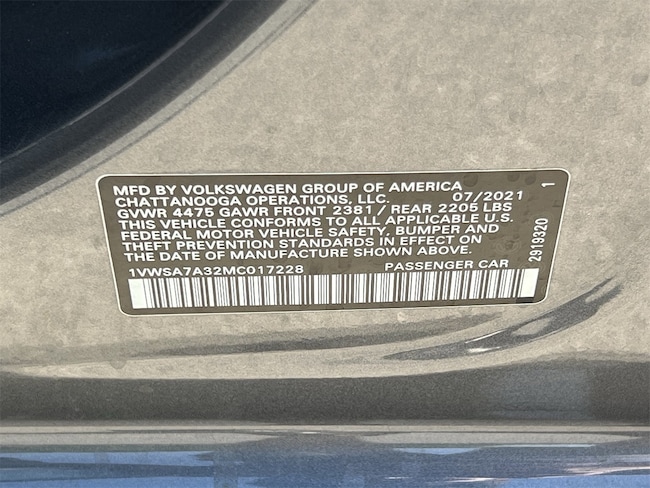 MFD BY VOLKSWAGEN GROUP OF AMERICA
CHATTANOOGA OPERATIONS, LLC. 07/2021
GVWR 4475 GAWR FRONT 2381/REAR 2206 LBS
THIS VEHICLE CONFORMS TO ALL APPLICABLE U.S.
FEDERAL MOTOR VEHICLE SAFETY, BUMPER AND
THEFT PREVENTION STANDARDS IN EFFECT ON
THE DATE OF MANUFACTURE SHOWN ABOVE.
1VWSA7A32MC017228 PASSENGER CAR
2919320 1